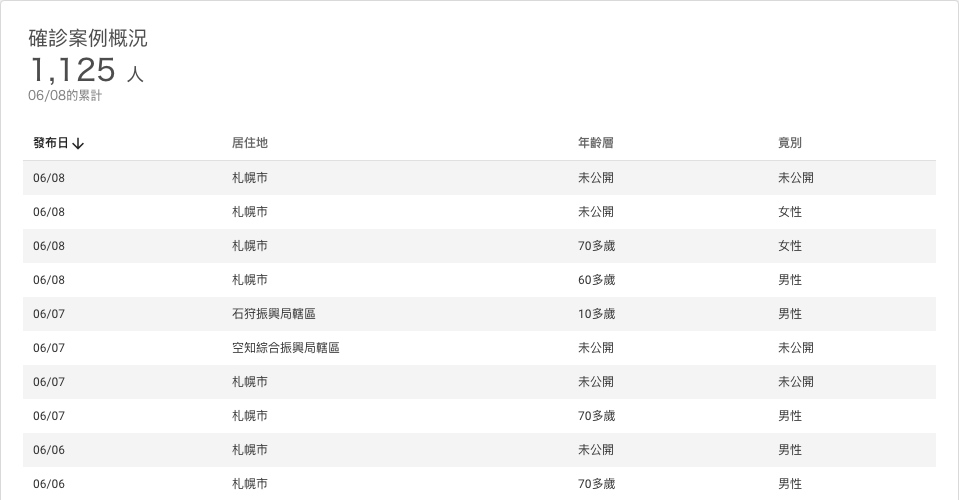 確診案例概況
1,125 人
06/08的累計
發布日↓ 居住地 年齡層 竟別
06/08 札幌市 未公開 未公開
06/08 札幌市 未公開 女性
06/08 札幌市 70多歲 女性
06/08 札幌市 60多歲 男性
06/07 石狩振興局轄區 10多歲 男性
06/07 空知綜合振興局轄區 未公開 未公開
06/07 札幌市 未公開 未公開
06/07 札幌市 70多歲 男性
06/06 札幌市 未公開 男性
06/06 札幌市 70多歲 男性